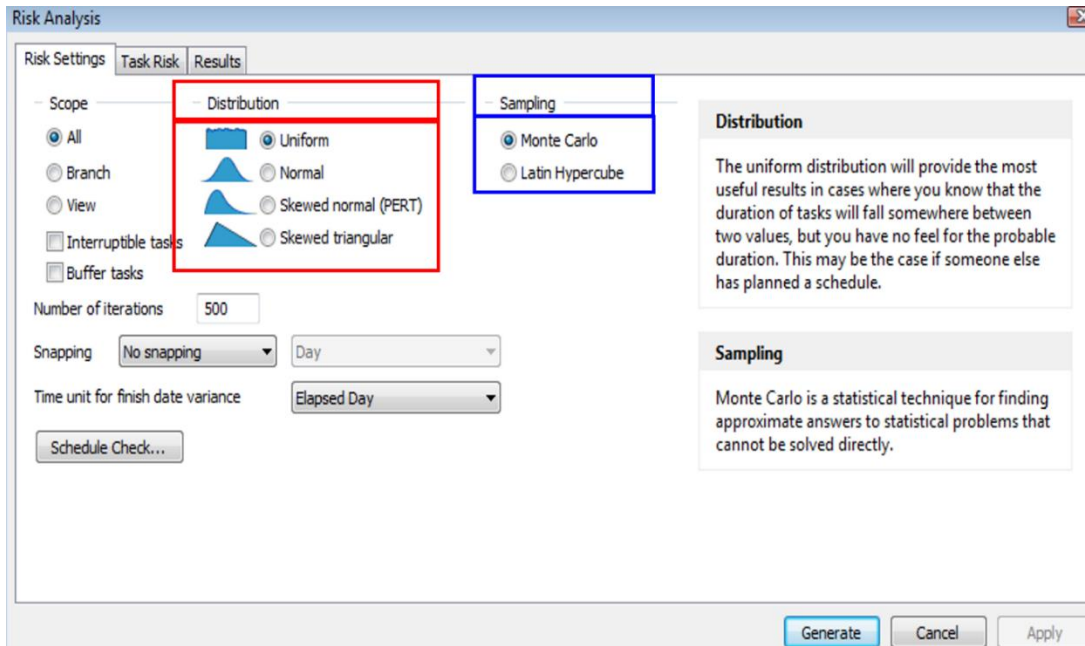 Risk Analysis
Risk Settings
Task Risk
Results
Scope
All
Branch
View
Interruptible tasks
Buffer tasks
Distribution
Uniform
Normal
Skewed normal (PERT)
Skewed triangular
Sampling
Monte Carlo
Latin Hypercube
Number of iterations 500
Snapping No snapping Day
Time unit for finish date variance Elapsed Day
Schedule Check...
Distribution
The uniform distribution will provide the most
useful results in cases where you know that the
duration of tasks will fall somewhere between
two values, but you have no feel for the probable
duration. This may be the case if someone else
has planned a schedule.
Sampling
Monte Carlo is a statistical technique for finding
approximate answers to statistical problems that
cannot be solved directly.
Generate
Cancel
Apply